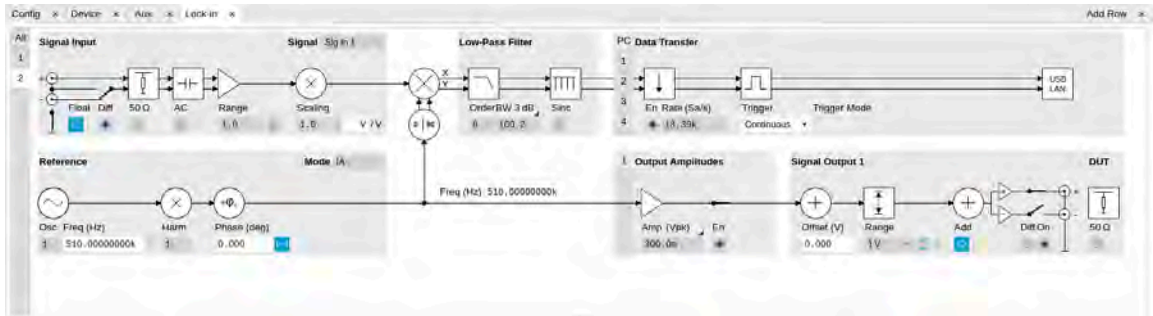 Config × Device × Aux × Lock-in × Add Row ×
All
1
2
Signal Input Signal Sig In 1
Float Diff 50 Ω AC Range Scaling
1.0 1.0 V / V
Low-Pass Filter
X
Y
Order BW 3 dB Sinc
8 100.2
PC Data Transfer
1
2
3
4
USB
LAN
En Rate (Sa/s) Trigger Trigger Mode
13.39k Continuous
Reference Mode
Osc Freq (Hz) Harm Phase (deg)
1 510.00000000k 1 0.000
Freq (Hz) 510.00000000k
Output Amplitudes
Amp (Vpk) En
300.0m
Signal Output 1 DUT
Offset (V) Range Add Diff On 50 Ω
0.000 1 V